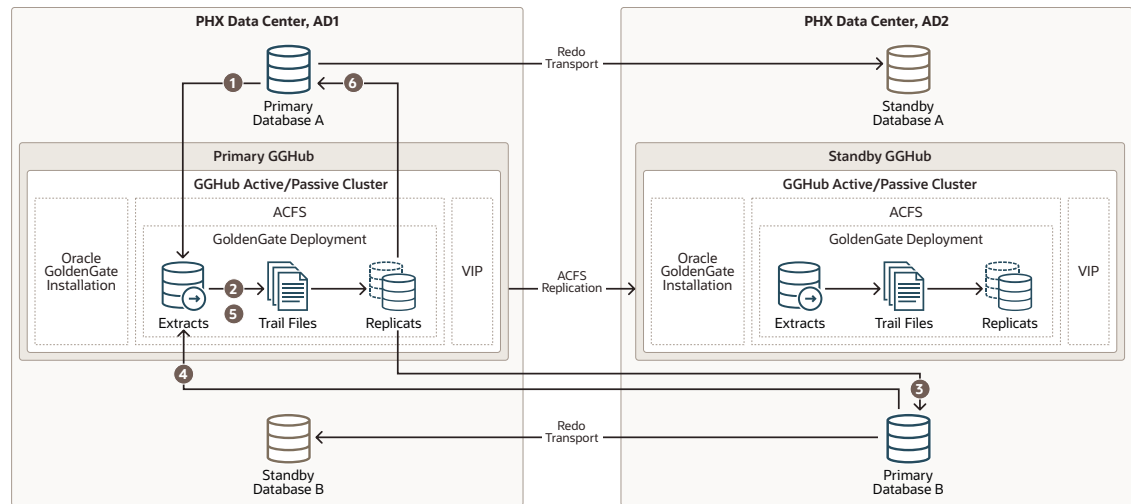 PHX Data Center, AD1
1
6
Primary
Database A
Primary GGHub
GGHub Active/Passive Cluster
Oracle
GoldenGate
Installation
ACFS
GoldenGate Deployment
2
5
Extracts
Trail Files
Replicats
VIP
4
Standby
Database B
Redo
Transport
ACFS
Replication
Redo
Transport
PHX Data Center, AD2
Standby
Database A
Standby GGHub
GGHub Active/Passive Cluster
Oracle
GoldenGate
Installation
ACFS
GoldenGate Deployment
Extracts
Trail Files
Replicats
VIP
3
Primary
Database B